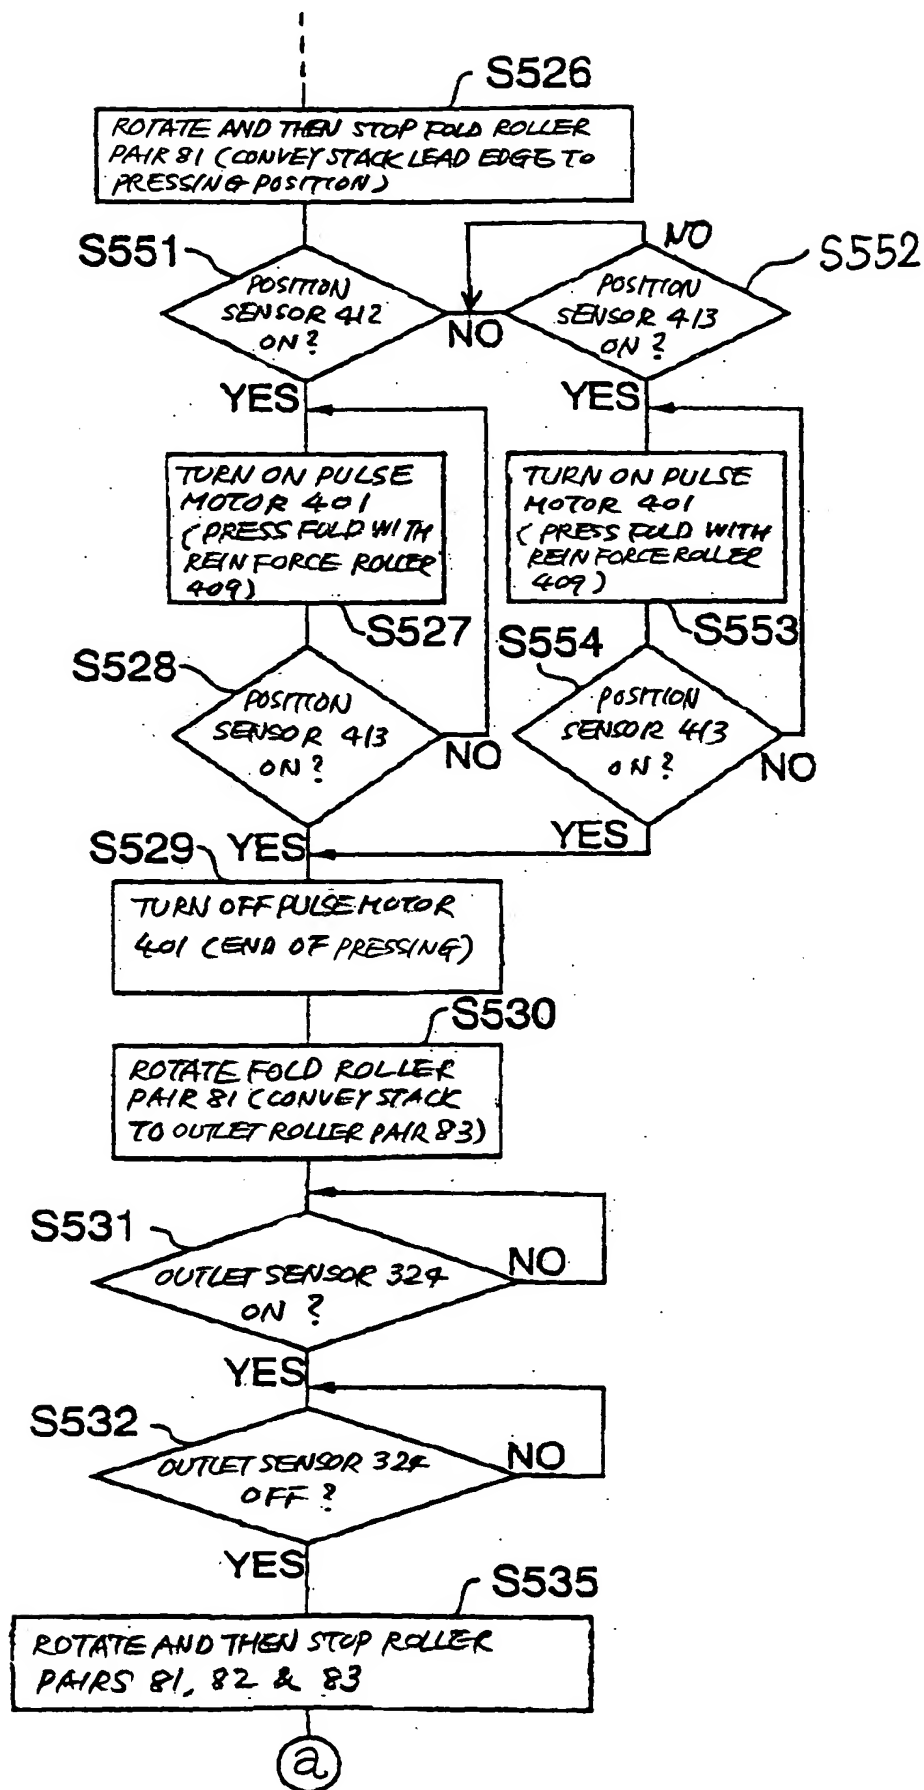 S526
ROTATE AND THEN STOP FOLD ROLLER
PAIR 81 (CONVEY STACK LEAD EDGE TO
PRESSING POSITION)
S551
POSITION
SENSOR 412
ON?
NO
YES
NO
S552
POSITION
SENSOR 413
ON?
YES
TURN ON PULSE
MOTOR 401
(PRESS FOLD WITH
REINFORCE ROLLER
409)
S527
TURN ON PULSE
MOTOR 401
(PRESS FOLD WITH
REINFORCE ROLLER
409)
S553
S528
POSITION
SENSOR 413
ON?
NO
YES
S554
POSITION
SENSOR 413
ON?
NO
YES
S529
TURN OFF PULSE MOTOR
401 (END OF PRESSING)
S530
ROTATE FOLD ROLLER
PAIR 81 (CONVEY STACK
TO OUTLET ROLLER PAIR 83)
S531
OUTLET SENSOR 324
ON?
NO
YES
S532
OUTLET SENSOR 324
OFF?
NO
YES
S535
ROTATE AND THEN STOP ROLLER
PAIRS 81, 82 & 83
a